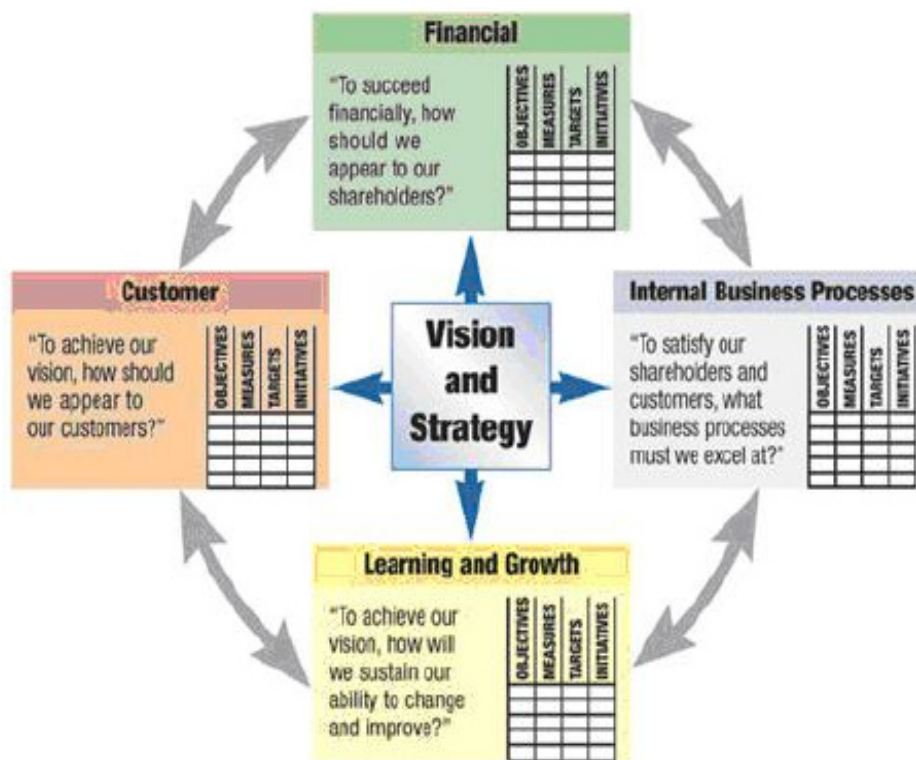 Financial
“To succeed
financially, how
should we
appear to our
shareholders?”
OBJECTIVES
MEASURES
TARGETS
INITIATIVES
Customer
“To achieve our
vision, how should
we appear to
our customers?”
OBJECTIVES
MEASURES
TARGETS
INITIATIVES
Vision
and
Strategy
Internal Business Processes
“To satisfy our
shareholders and
customers, what
business processes
must we excel at?”
OBJECTIVES
MEASURES
TARGETS
INITIATIVES
Learning and Growth
“To achieve our
vision, how will
we sustain our
ability to change
and improve?”
OBJECTIVES
MEASURES
TARGETS
INITIATIVES